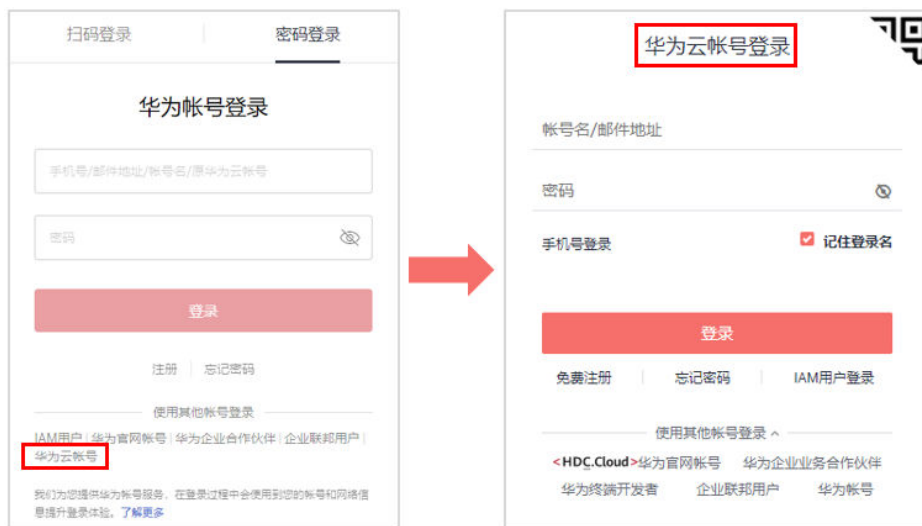 扫码登录 密码登录
华为帐号登录
手机号/邮件地址/帐号名/原华为云帐号
密码
登录
注册 忘记密码
使用其他帐号登录
IAM用户 | 华为官网帐号 | 华为企业合作伙伴 | 企业联邦用户 |
华为云帐号
我们为您提供华为帐号服务。在登录过程中会使用到您的帐号和网络信
息提升登录体验。了解更多
华为云帐号登录
帐号名/邮件地址
密码
手机号登录 记住登录名
登录
免费注册 忘记密码 IAM用户登录
使用其他帐号登录
<HDC.Cloud>华为官网帐号 华为企业业务合作伙伴
华为终端开发者 企业联邦用户 华为帐号